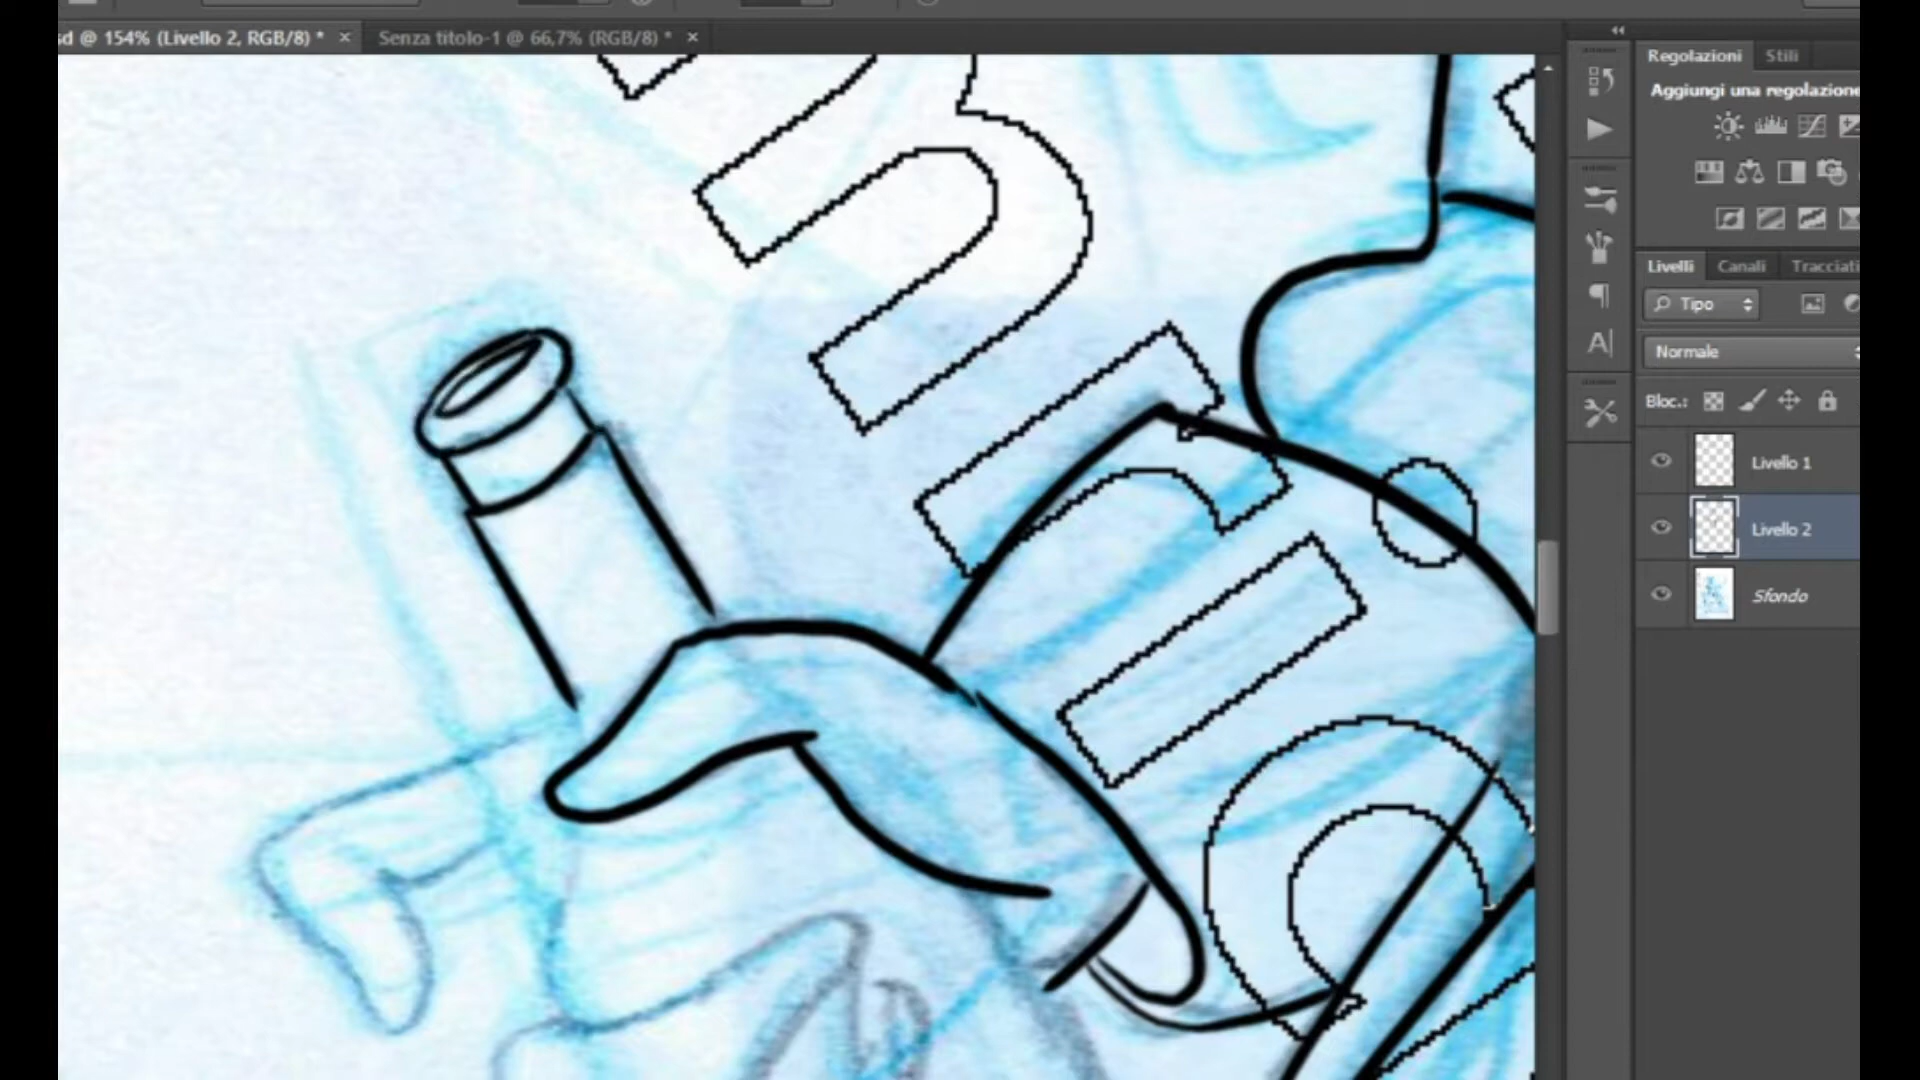 sd @ 154% (Livello 2, RGB/8) *
Senza titolo-1 @ 66,7% (RGB/8) *
Regolazioni
Stili
Aggiungi una regolazione
Livelli
Canali
Tracciati
Tipo
Normale
Bloc.:
Livello 1
Livello 2
Sfondo